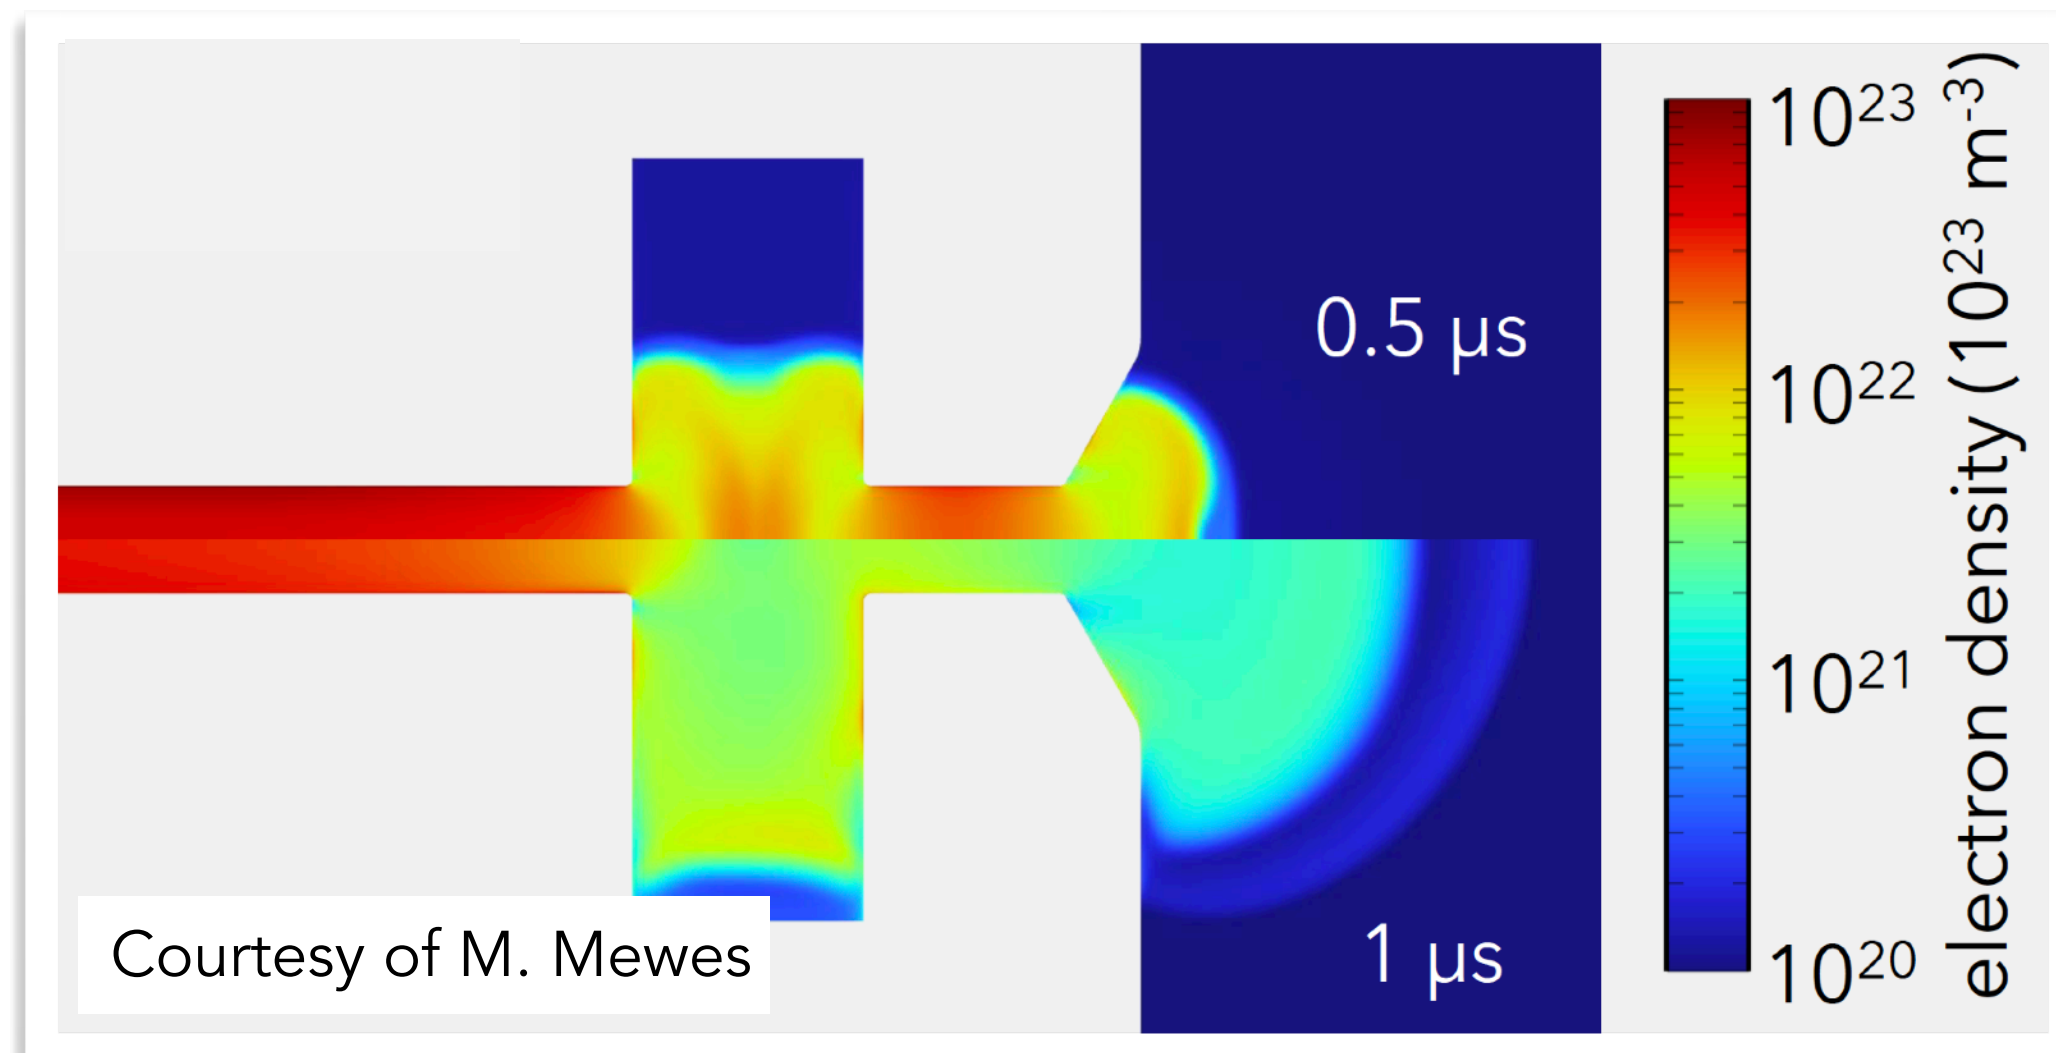 0.5 µs
1 µs
Courtesy of M. Mewes
10²³
10²²
10²¹
10²⁰
electron density (10²³ m⁻³)